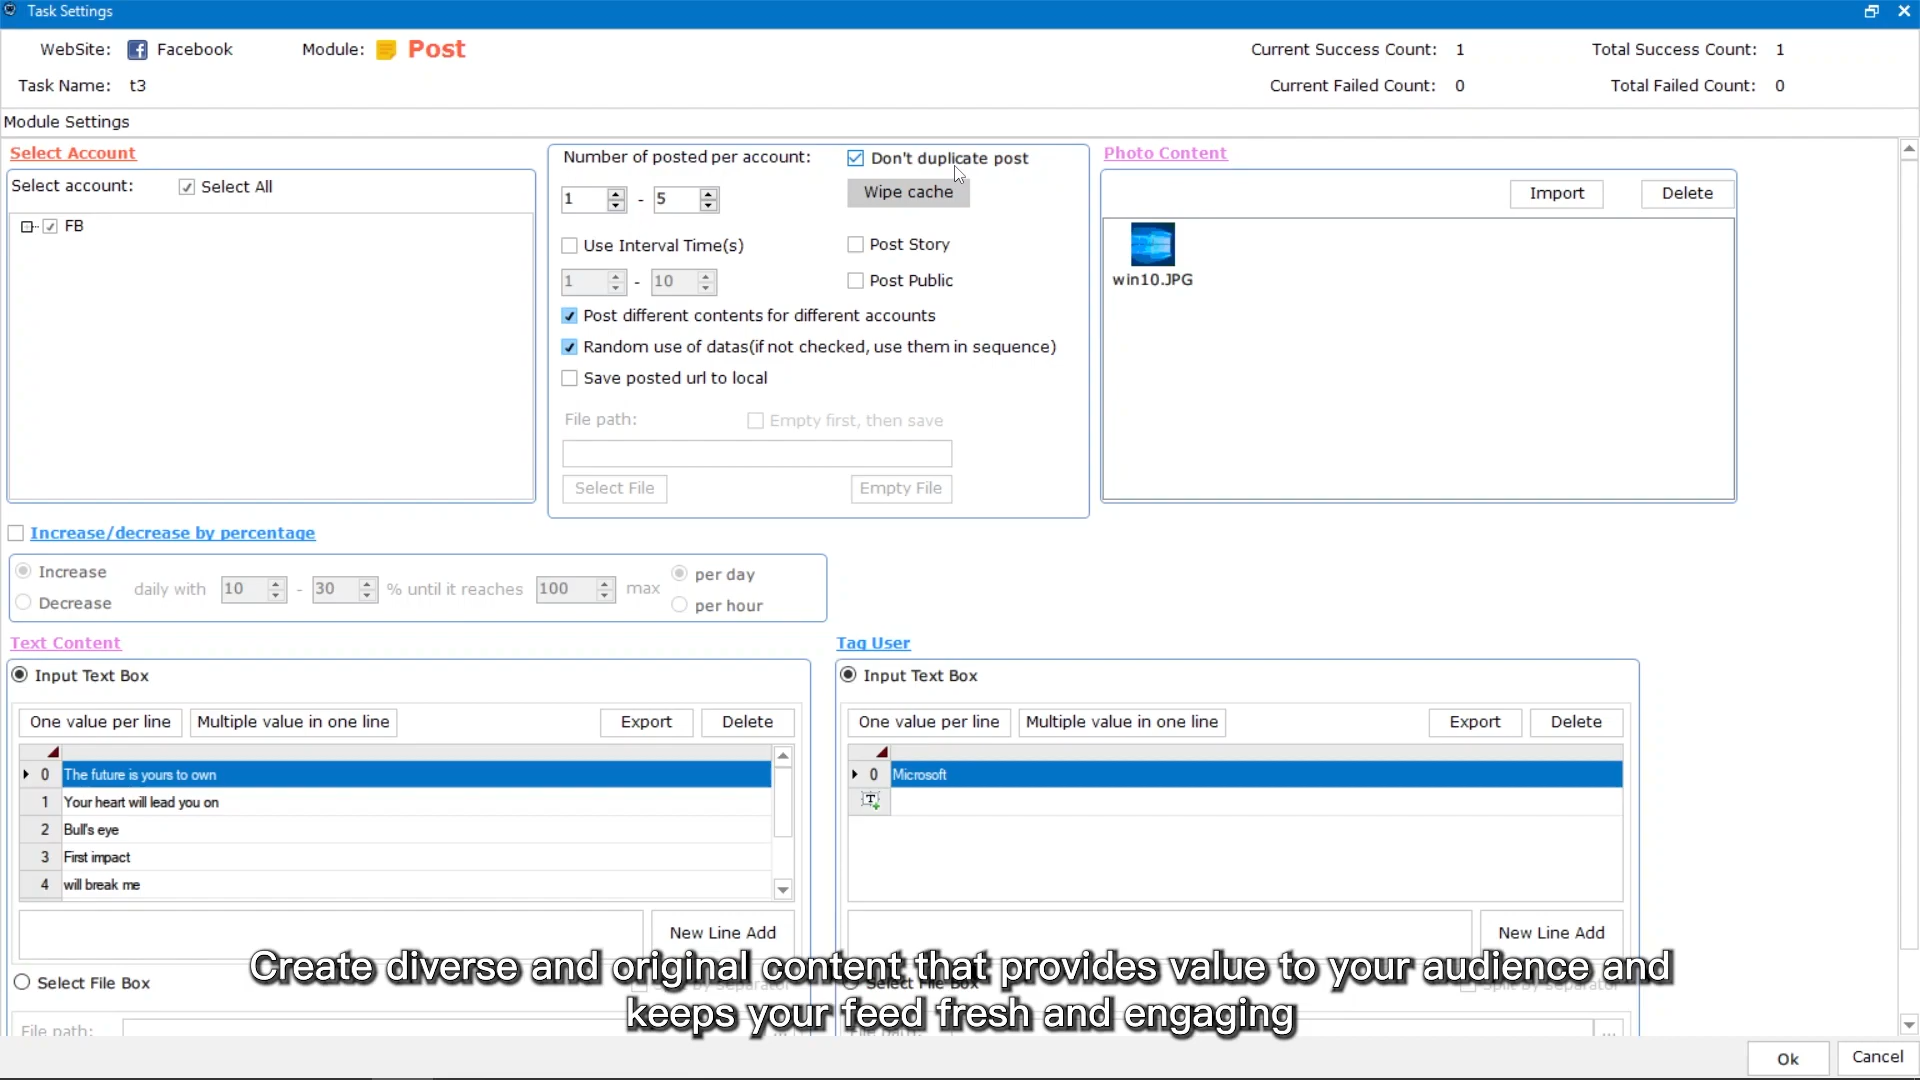 Task Settings
WebSite: Facebook Module: Post Current Success Count: 1 Total Success Count: 1
Task Name: t3 Current Failed Count: 0 Total Failed Count: 0
Module Settings
Select Account
Select account: Select All
FB
Number of posted per account: Don't duplicate post
1 - 5 Wipe cache
Use Interval Time(s) Post Story
1 - 10 Post Public
Post different contents for different accounts
Random use of datas(if not checked, use them in sequence)
Save posted url to local
File path: Empty first, then save
Select File Empty File
Photo Content
Import Delete
win10.JPG
Increase/decrease by percentage
Increase daily with 10 - 30 % until it reaches 100 max per day
Decrease per hour
Text Content
Input Text Box
One value per line Multiple value in one line Export Delete
0 The future is yours to own
1 Your heart will lead you on
2 Bull's eye
3 First impact
4 will break me
New Line Add
Select File Box
File path:
Tag User
Input Text Box
One value per line Multiple value in one line Export Delete
0 Microsoft
New Line Add
Select File Box Split By Separator
File path: ...
Create diverse and original content that provides value to your audience and
keeps your feed fresh and engaging
Ok Cancel